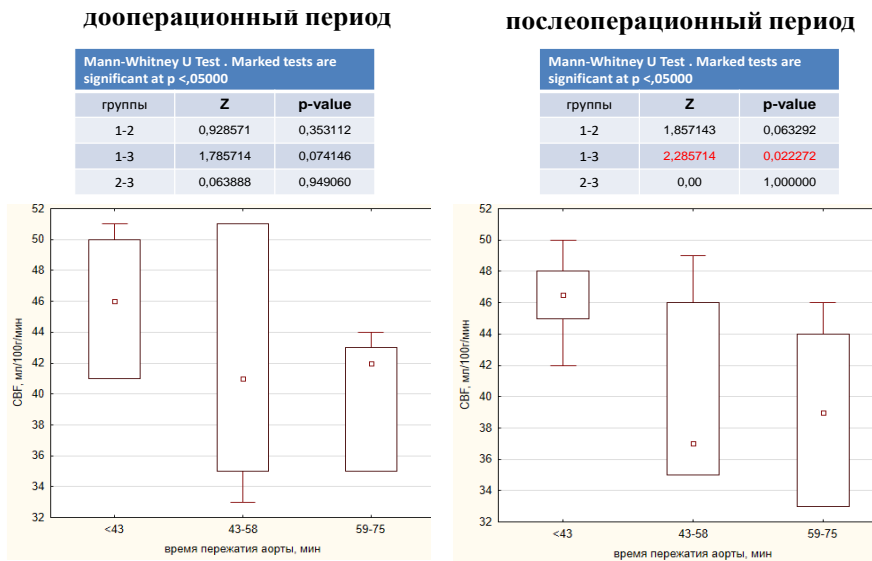 дооперационный период
Mann-Whitney U Test . Marked tests are
significant at p <,05000
группы Z p-value
1-2 0,928571 0,353112
1-3 1,785714 0,074146
2-3 0,063888 0,949060
52
50
48
46
44
42
40
38
36
34
32
CBF, мл/100г/мин
<43 43-58 59-75
время пережатия аорты, мин
послеоперационный период
Mann-Whitney U Test . Marked tests are
significant at p <,05000
группы Z p-value
1-2 1,857143 0,063292
1-3 2,285714 0,022272
2-3 0,00 1,000000
52
50
48
46
44
42
40
38
36
34
32
CBF, мл/100г/мин
<43 43-58 59-75
время пережатия аорты, мин